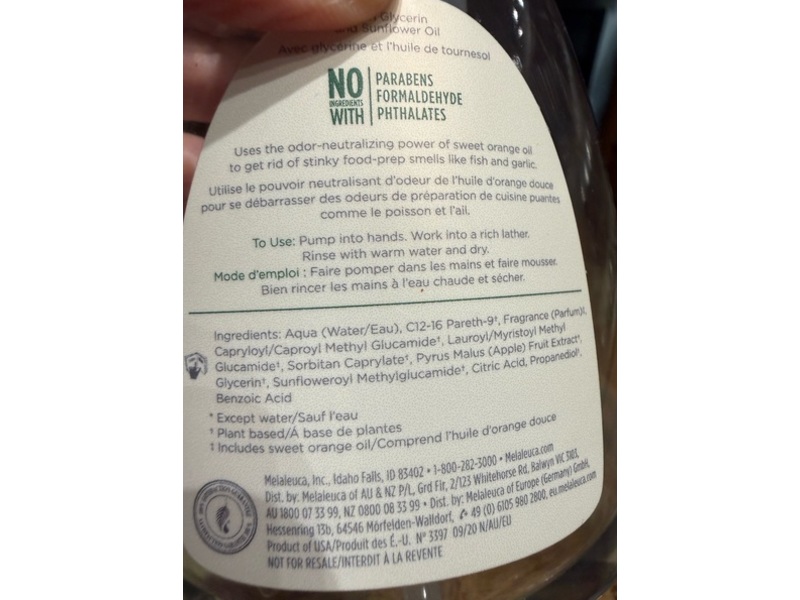 Glycerin
and Sunflower Oil
Avec glycérine et l'huile de tournesol
NO
INGREDIENTS
WITH
PARABENS
FORMALDEHYDE
PHTHALATES
Uses the odor-neutralizing power of sweet orange oil
to get rid of stinky food-prep smells like fish and garlic.
Utilise le pouvoir neutralisant d'odeur de l'huile d'orange douce
pour se débarrasser des odeurs de préparation de cuisine puantes
comme le poisson et l'ail.
To Use: Pump into hands. Work into a rich lather.
Rinse with warm water and dry.
Mode d'emploi : Faire pomper dans les mains et faire mousser.
Bien rincer les mains à l'eau chaude et sécher.
Ingredients: Aqua (Water/Eau), C12-16 Pareth-9†, Fragrance (Parfum)‡,
Capryloyl/Caproyl Methyl Glucamide†, Lauroyl/Myristoyl Methyl
Glucamide†, Sorbitan Caprylate†, Pyrus Malus (Apple) Fruit Extract†,
Glycerin†, Sunfloweroyl Methylglucamide†, Citric Acid, Propanediol†,
Benzoic Acid
* Except water/Sauf l'eau
† Plant based/À base de plantes
‡ Includes sweet orange oil/Comprend l'huile d'orange douce
Melaleuca, Inc., Idaho Falls, ID 83402 • 1-800-282-3000 • Melaleuca.com
Dist. by: Melaleuca of AU & NZ P/L, Grd Flr, 2/123 Whitehorse Rd, Balwyn VIC 3103,
AU 1800 07 33 99, NZ 0800 08 33 99 • Dist. by: Melaleuca of Europe (Germany) GmbH,
Hessenring 13b, 64546 Mörfelden-Walldorf, 49 (0) 6105 980 2800, eu.melaleuca.com
Product of USA/Produit des É.-U. N° 3397 09/20 N/AU/EU
NOT FOR RESALE/INTERDIT À LA REVENTE